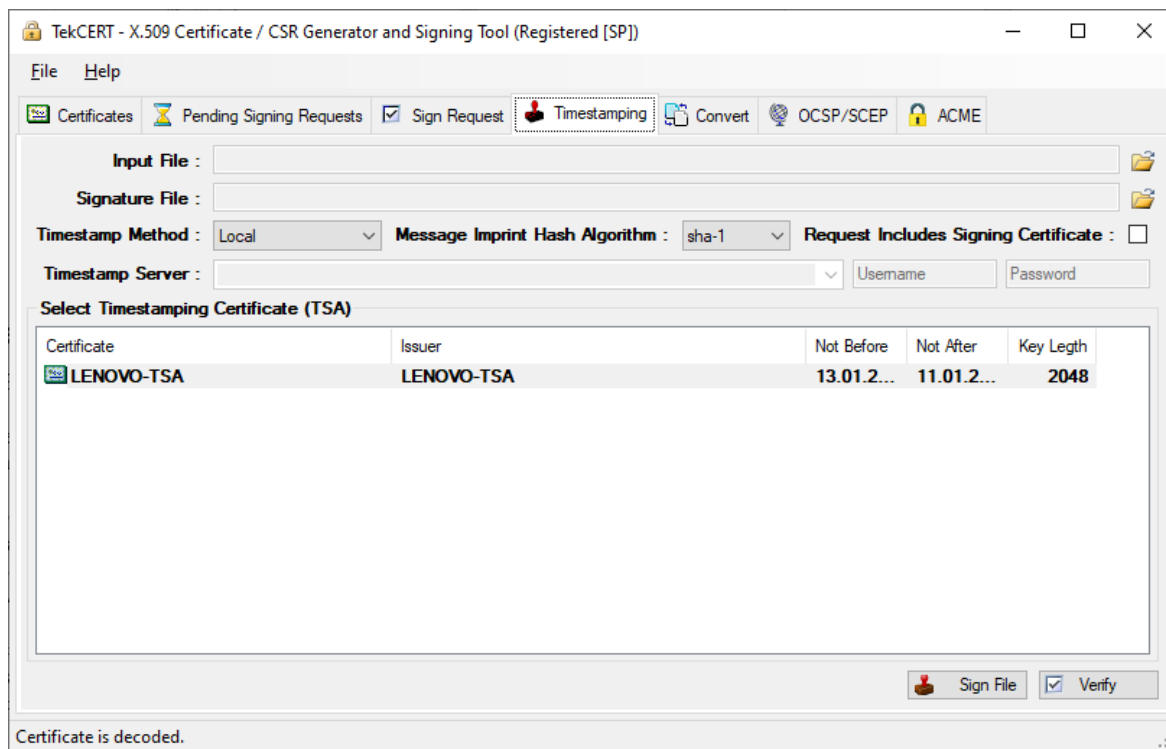 TekCERT - X.509 Certificate / CSR Generator and Signing Tool (Registered [SP])
File Help
Certificates Pending Signing Requests Sign Request Timestamping Convert OCSP/SCEP ACME
Input File :
Signature File :
Timestamp Method : Local Message Imprint Hash Algorithm : sha-1 Request Includes Signing Certificate :
Timestamp Server : Username Password
Select Timestamping Certificate (TSA)
Certificate Issuer Not Before Not After Key Legth
LENOVO-TSA LENOVO-TSA 13.01.2... 11.01.2... 2048
Sign File Verify
Certificate is decoded.